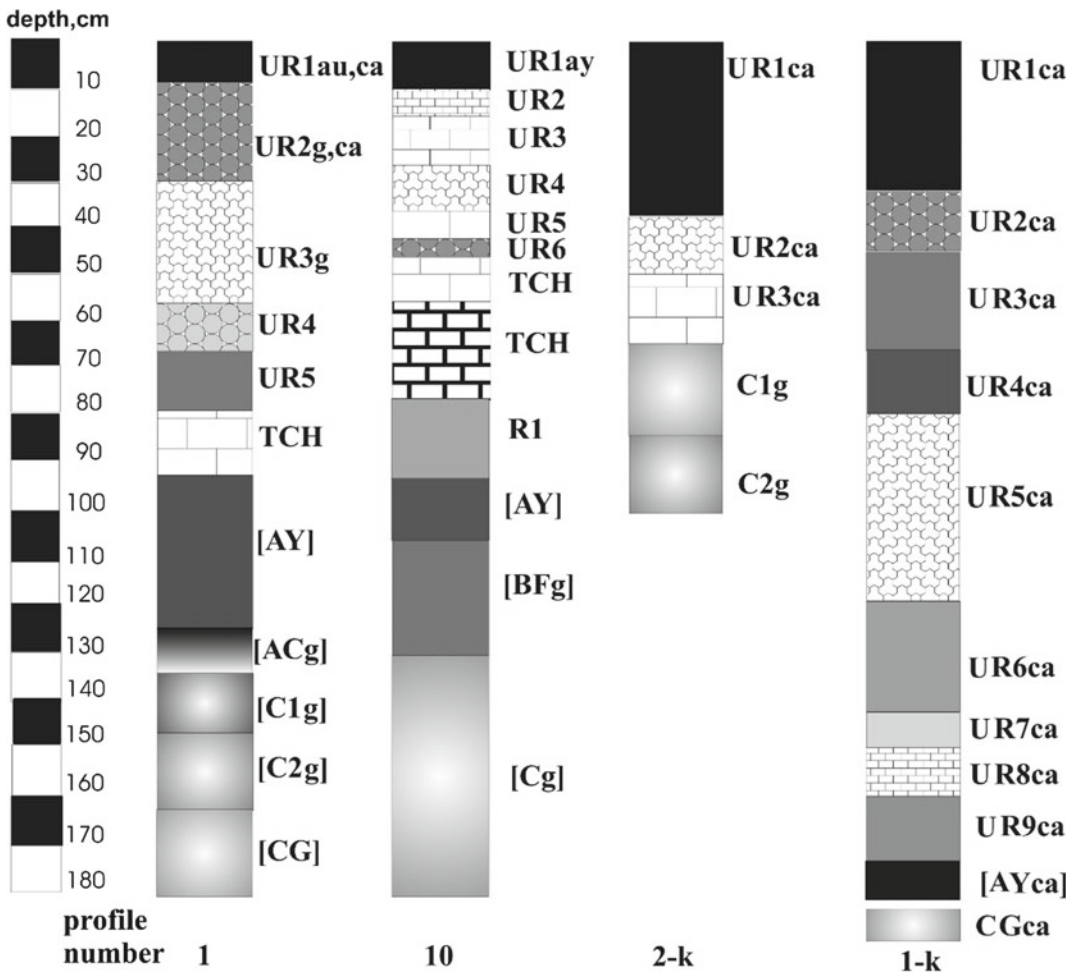 depth,cm
10
20
30
40
50
60
70
80
90
100
110
120
130
140
150
160
170
180
UR1au,ca
UR2g,ca
UR3g
UR4
UR5
TCH
[AY]
[ACg]
[C1g]
[C2g]
[CG]
UR1ay
UR2
UR3
UR4
UR5
UR6
TCH
TCH
R1
[AY]
[BFg]
[Cg]
UR1ca
UR2ca
UR3ca
C1g
C2g
UR1ca
UR2ca
UR3ca
UR4ca
UR5ca
UR6ca
UR7ca
UR8ca
UR9ca
[AYca]
CGca
profile
number 1 10 2-k 1-k